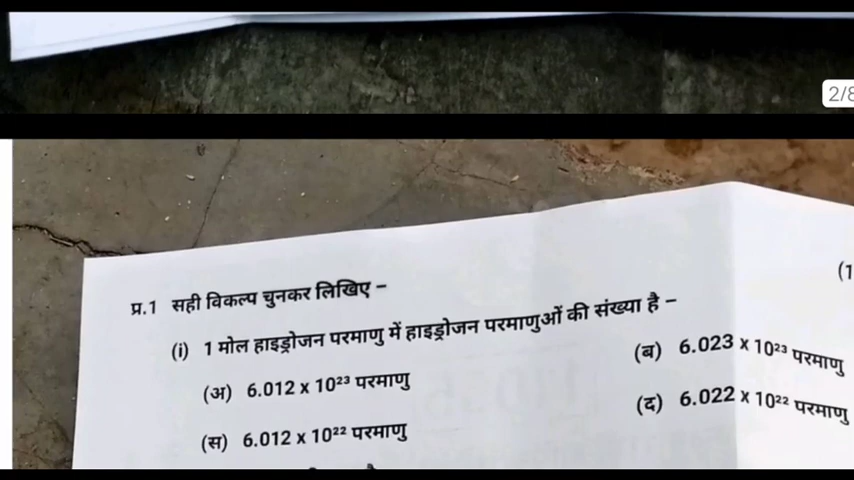 2/8
प्र.1 सही विकल्प चुनकर लिखिए –
(1
(i) 1 मोल हाइड्रोजन परमाणु में हाइड्रोजन परमाणुओं की संख्या है –
(अ) 6.012 x 10²³ परमाणु
(ब) 6.023 x 10²³ परमाणु
(स) 6.012 x 10²² परमाणु
(द) 6.022 x 10²² परमाणु